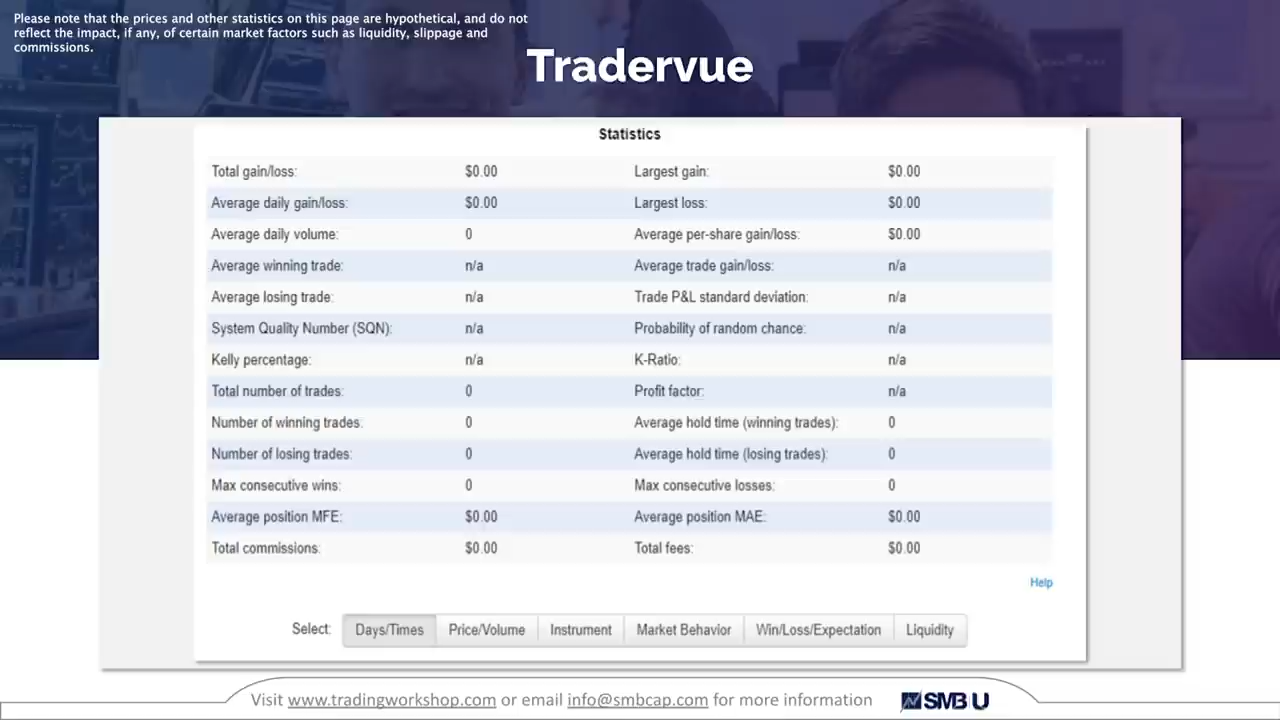 Please note that the prices and other statistics on this page are hypothetical, and do not
reflect the impact, if any, of certain market factors such as liquidity, slippage and
commissions.
Tradervue
Statistics
Total gain/loss: $0.00 Largest gain: $0.00
Average daily gain/loss: $0.00 Largest loss: $0.00
Average daily volume: 0 Average per-share gain/loss: $0.00
Average winning trade: n/a Average trade gain/loss: n/a
Average losing trade: n/a Trade P&L standard deviation: n/a
System Quality Number (SQN): n/a Probability of random chance: n/a
Kelly percentage: n/a K-Ratio: n/a
Total number of trades: 0 Profit factor: n/a
Number of winning trades: 0 Average hold time (winning trades): 0
Number of losing trades: 0 Average hold time (losing trades): 0
Max consecutive wins: 0 Max consecutive losses: 0
Average position MFE: $0.00 Average position MAE: $0.00
Total commissions: $0.00 Total fees: $0.00
Help
Select: Days/Times Price/Volume Instrument Market Behavior Win/Loss/Expectation Liquidity
Visit www.tradingworkshop.com or email info@smbcap.com for more information SMB U